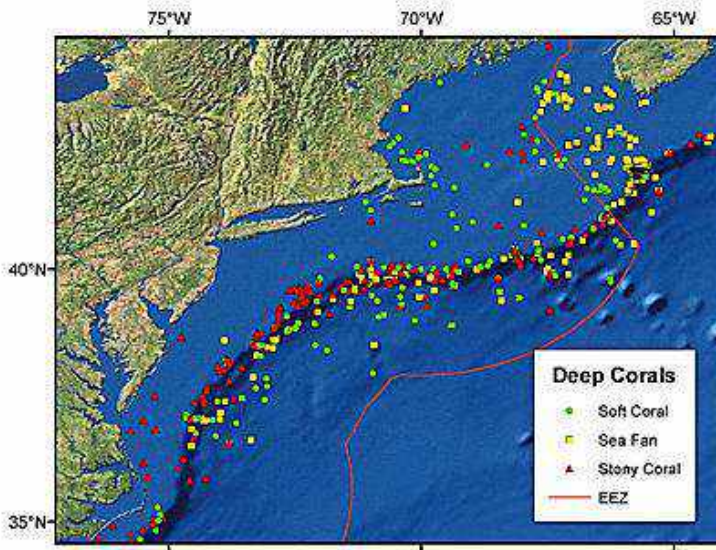 75°W 70°W 65°W
40°N
35°N
Deep Corals
Soft Coral
Sea Fan
Stony Coral
EEZ